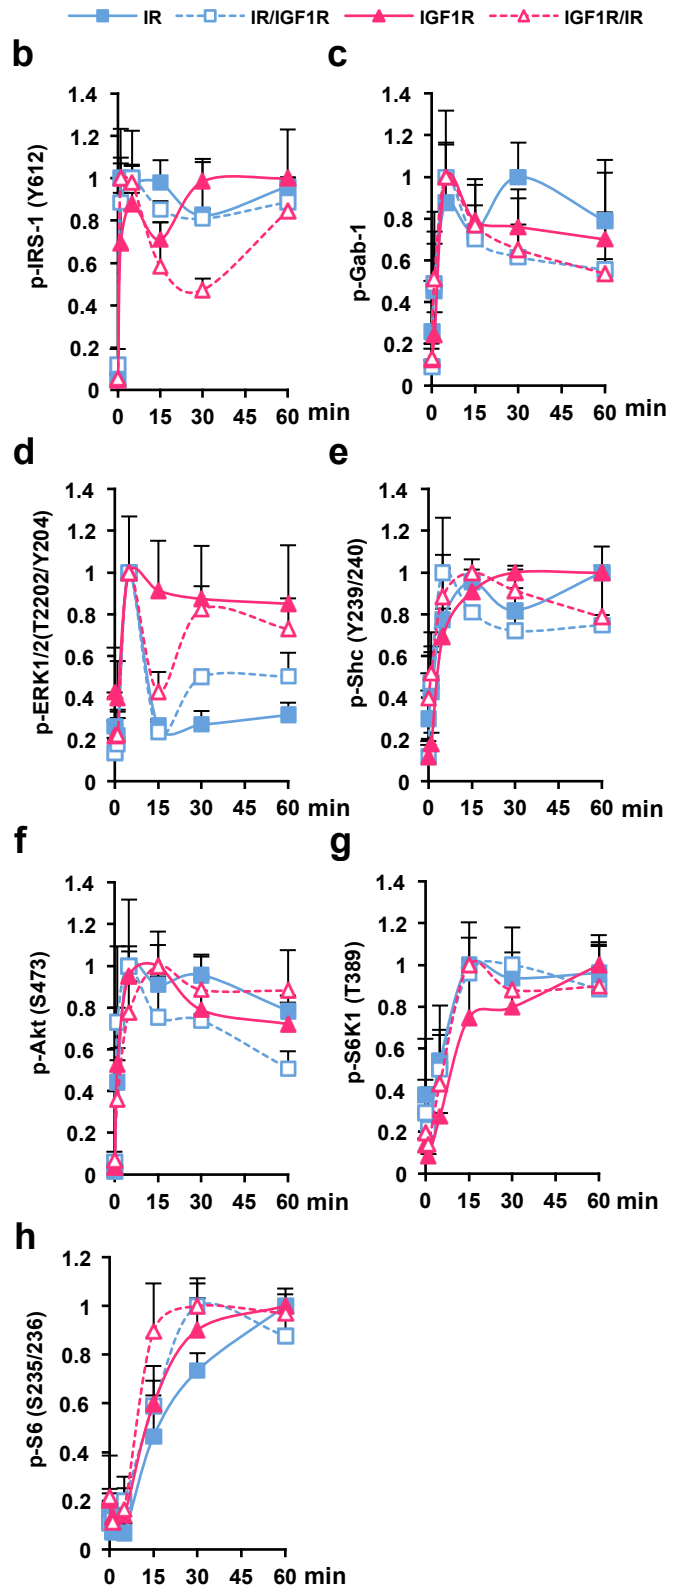 IR IR/IGF1R IGF1R IGF1R/IR
b
p-IRS-1 (Y612)
1.4
1.2
1
0.8
0.6
0.4
0.2
0
0 15 30 60 min
c
p-Gab-1
1.4
1.2
1
0.8
0.6
0.4
0.2
0
0 15 30 45 60 min
d
p-ERK1/2(T2202/Y204)
1.4
1.2
1
0.8
0.6
0.4
0.2
0
0 15 30 45 60 min
e
p-Shc (Y239/240)
1.4
1.2
1
0.8
0.6
0.4
0.2
0
0 15 30 45 60 min
f
p-Akt (S473)
1.4
1.2
1
0.8
0.6
0.4
0.2
0
0 15 30 45 60 min
g
p-S6K1 (T389)
1.4
1.2
1
0.8
0.6
0.4
0.2
0
0 15 30 45 60 min
h
p-S6 (S235/236)
1.2
1
0.8
0.6
0.4
0.2
0
0 15 30 45 60 min